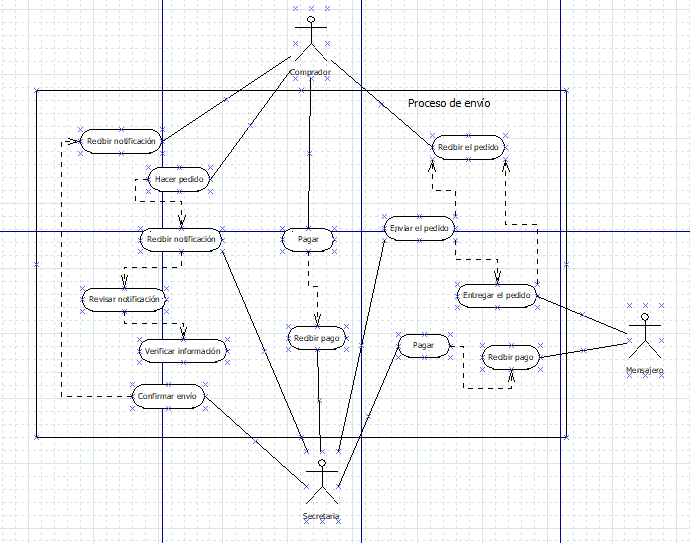 Comprador
Proceso de envío
Recibir notificación
Recibir el pedido
Hacer pedido
Recibir notificación
Pagar
Enviar el pedido
Revisar notificación
Entregar el pedido
Verificar información
Recibir pago
Pagar
Recibir pago
Mensajero
Confirmar envío
Secretaria